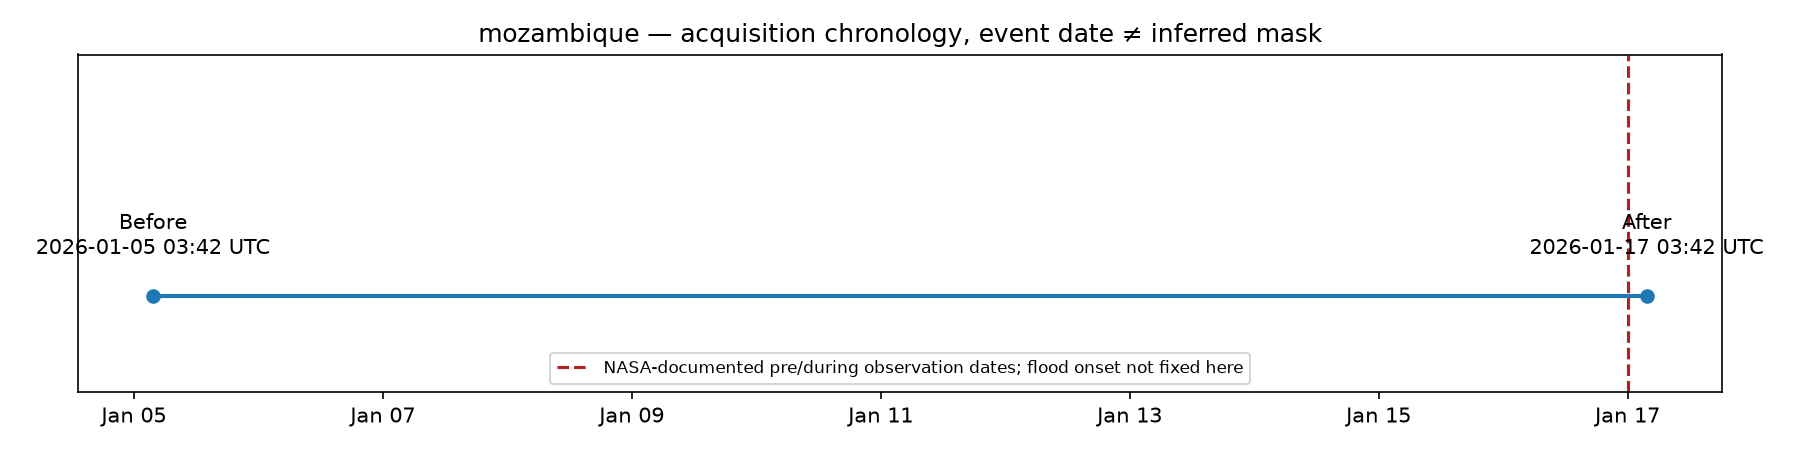 mozambique — acquisition chronology, event date ≠ inferred mask
Before
2026-01-05 03:42 UTC
After
2026-01-17 03:42 UTC
NASA-documented pre/during observation dates; flood onset not fixed here
Jan 05
Jan 07
Jan 09
Jan 11
Jan 13
Jan 15
Jan 17